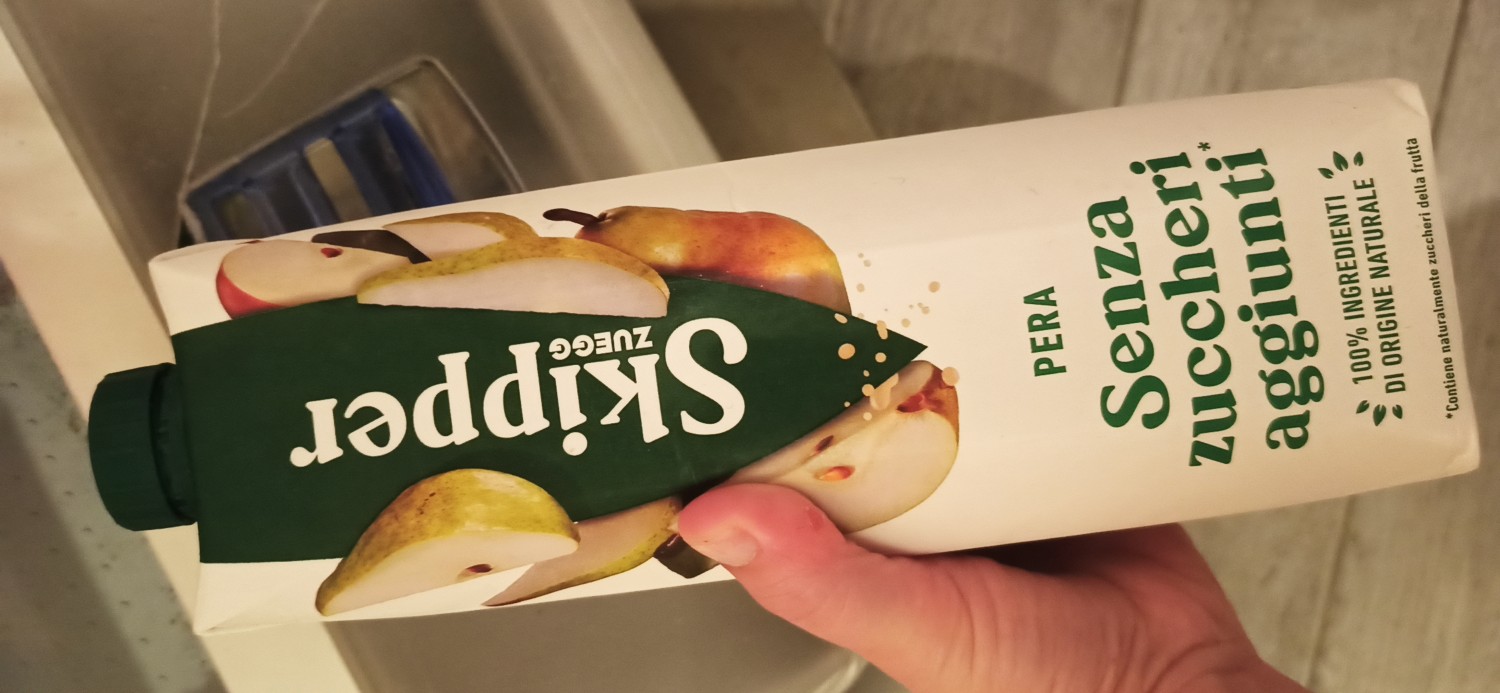 Skipper
ZUEGG
PERA
Senza
zuccheri
aggiunti*
100% INGREDIENTI
DI ORIGINE NATURALE
*Contiene naturalmente zuccheri della frutta